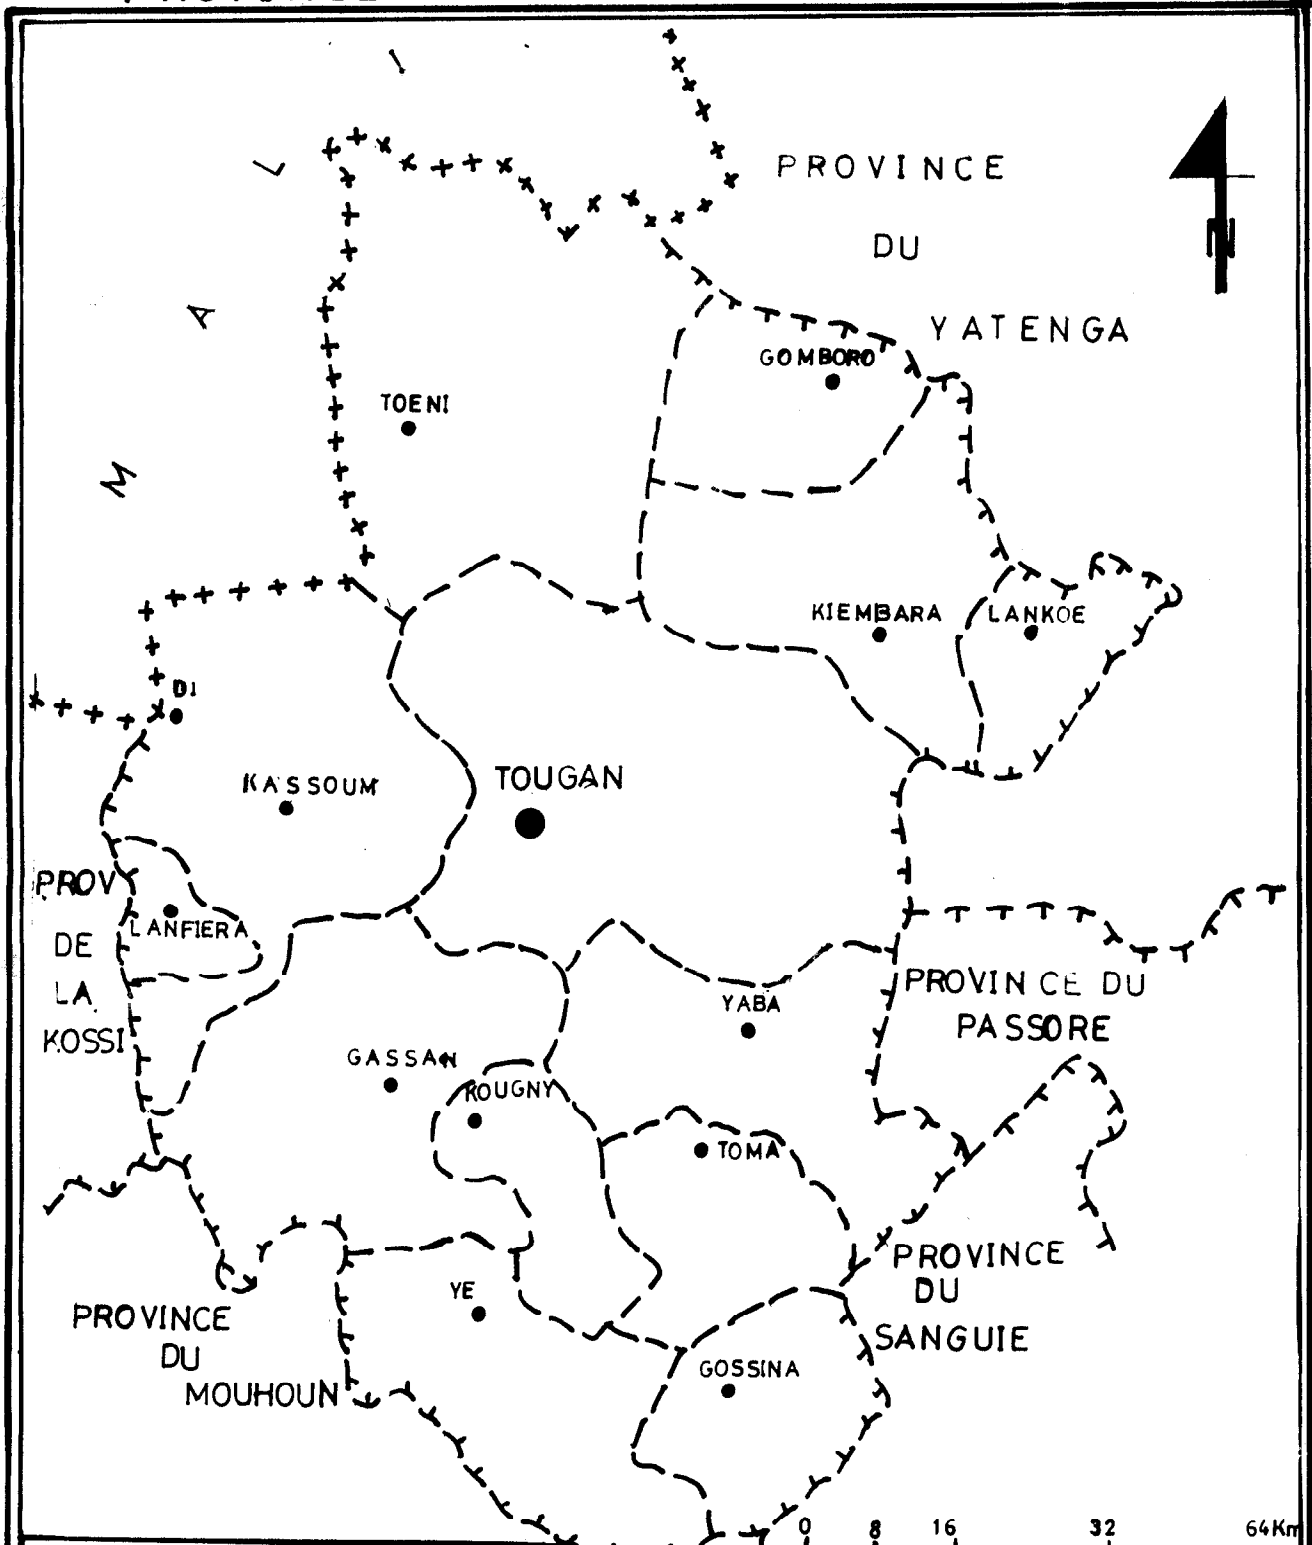 MALI
PROVINCE
DU
YATENGA
N
GOMBORO
TOENI
KIEMBARA
LANKOE
DI
KASSOUM
TOUGAN
PROV
DE
LA
KOSSI
LANFIERA
PROVINCE DU
PASSORE
YABA
GASSAN
KOUGNY
TOMA
PROVINCE
DU
SANGUIE
YE
PROVINCE
DU
MOUHOUN
GOSSINA
0 8 16 32 64Km